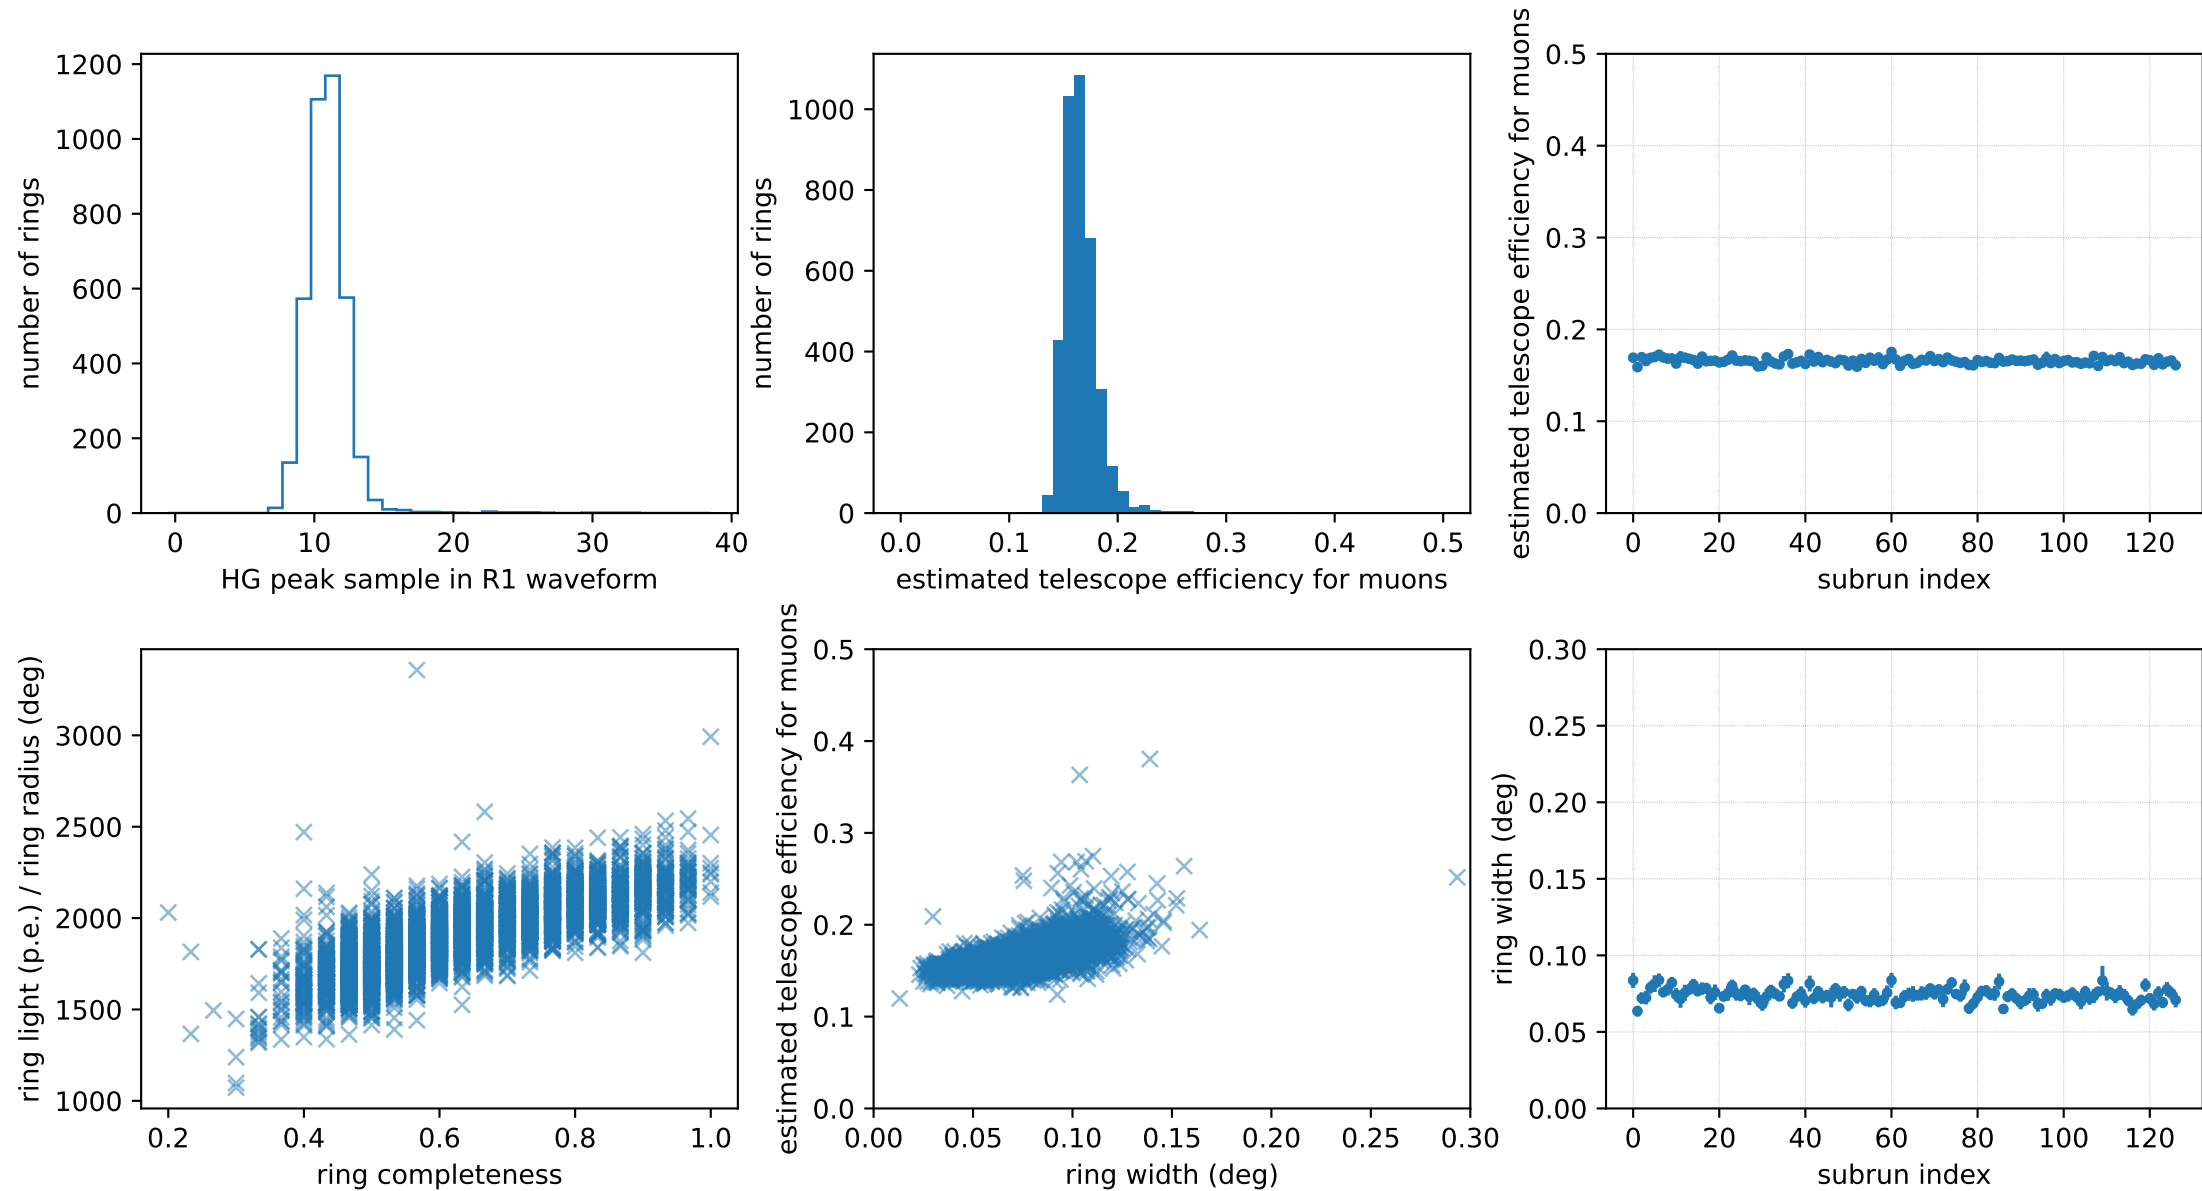 1200
1000
800
600
400
200
0
number of rings
0 10 20 30 40
HG peak sample in R1 waveform
1000
800
600
400
200
0
number of rings
0.0 0.1 0.2 0.3 0.4 0.5
estimated telescope efficiency for muons
0.5
0.4
0.3
0.2
0.1
0.0
estimated telescope efficiency for muons
0 20 40 60 80 100 120
subrun index
3000
2500
2000
1500
1000
ring light (p.e.) / ring radius (deg)
0.2 0.4 0.6 0.8 1.0
ring completeness
0.5
0.4
0.3
0.2
0.1
0.0
estimated telescope efficiency for muons
0.00 0.05 0.10 0.15 0.20 0.25 0.30
ring width (deg)
0.30
0.25
0.20
0.15
0.10
0.05
0.00
ring width (deg)
0 20 40 60 80 100 120
subrun index